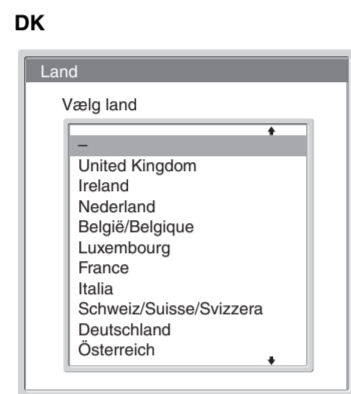 DK
Land
Vælg land
–
United Kingdom
Ireland
Nederland
België/Belgique
Luxembourg
France
Italia
Schweiz/Suisse/Svizzera
Deutschland
Österreich